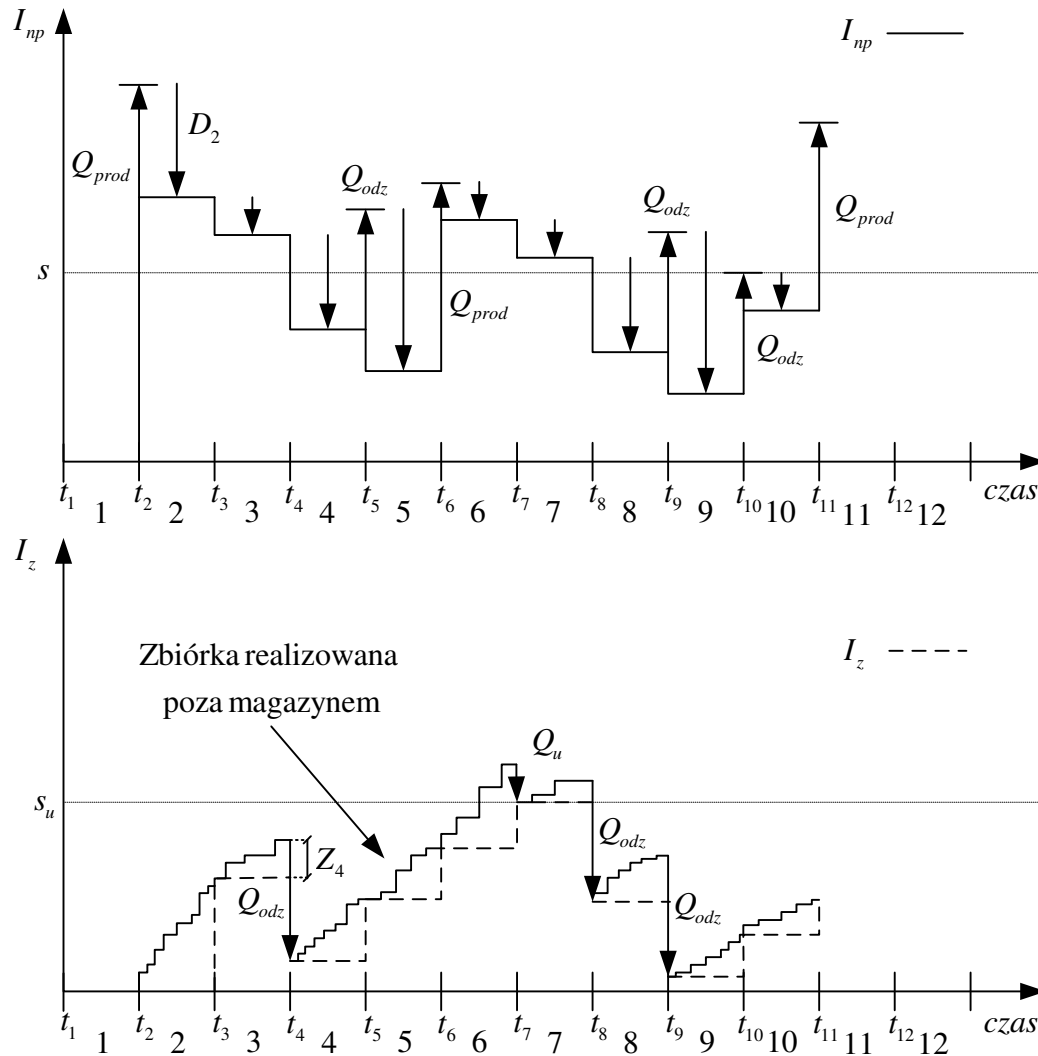 I_np
I_np
D_2
Q_prod
Q_odz
Q_odz
Q_prod
s
Q_prod
Q_odz
t_1 t_2 t_3 t_4 t_5 t_6 t_7 t_8 t_9 t_10 t_11 t_12 czas
1 2 3 4 5 6 7 8 9 10 11 12
I_z
Zbiórka realizowana
poza magazynem
I_z
Q_u
s_u
Q_odz
Z_4
Q_odz
Q_odz
t_1 t_2 t_3 t_4 t_5 t_6 t_7 t_8 t_9 t_10 t_11 t_12 czas
1 2 3 4 5 6 7 8 9 10 11 12